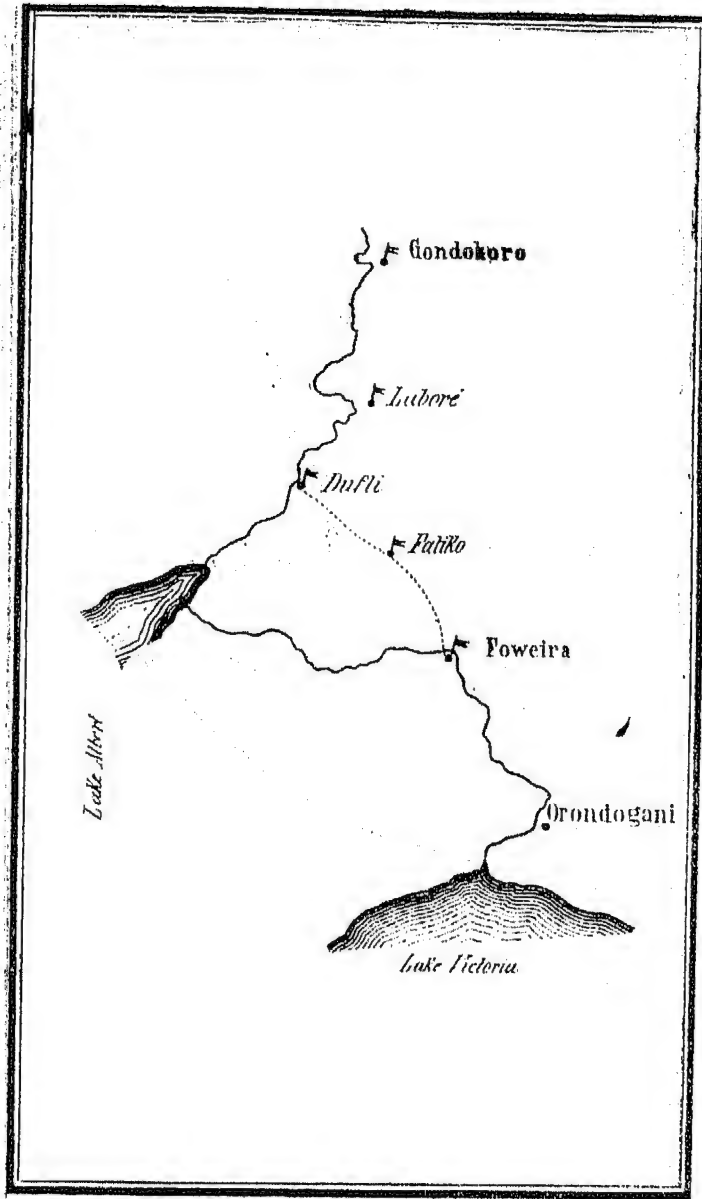 Gondokoro
Laboré
Dufli
Fatiko
Foweira
Lake Albert
Orondogani
Lake Victoria